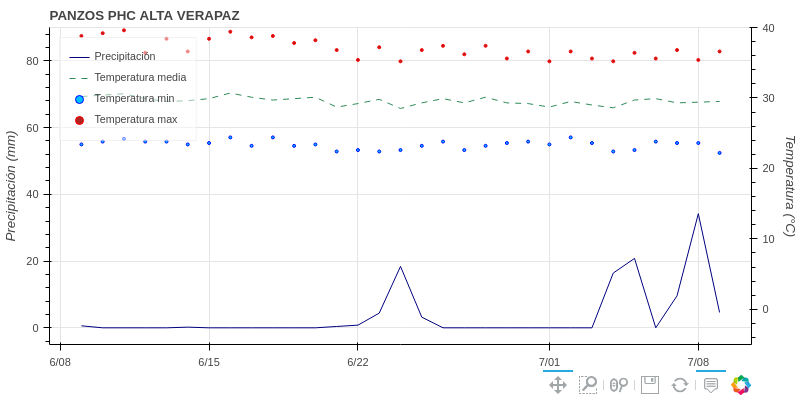 PANZOS PHC ALTA VERAPAZ
Precipitación
Temperatura media
Temperatura min
Temperatura max
Precipitación (mm)
80
60
40
20
0
Temperatura (°C)
40
30
20
10
0
6/08
6/15
6/22
7/01
7/08